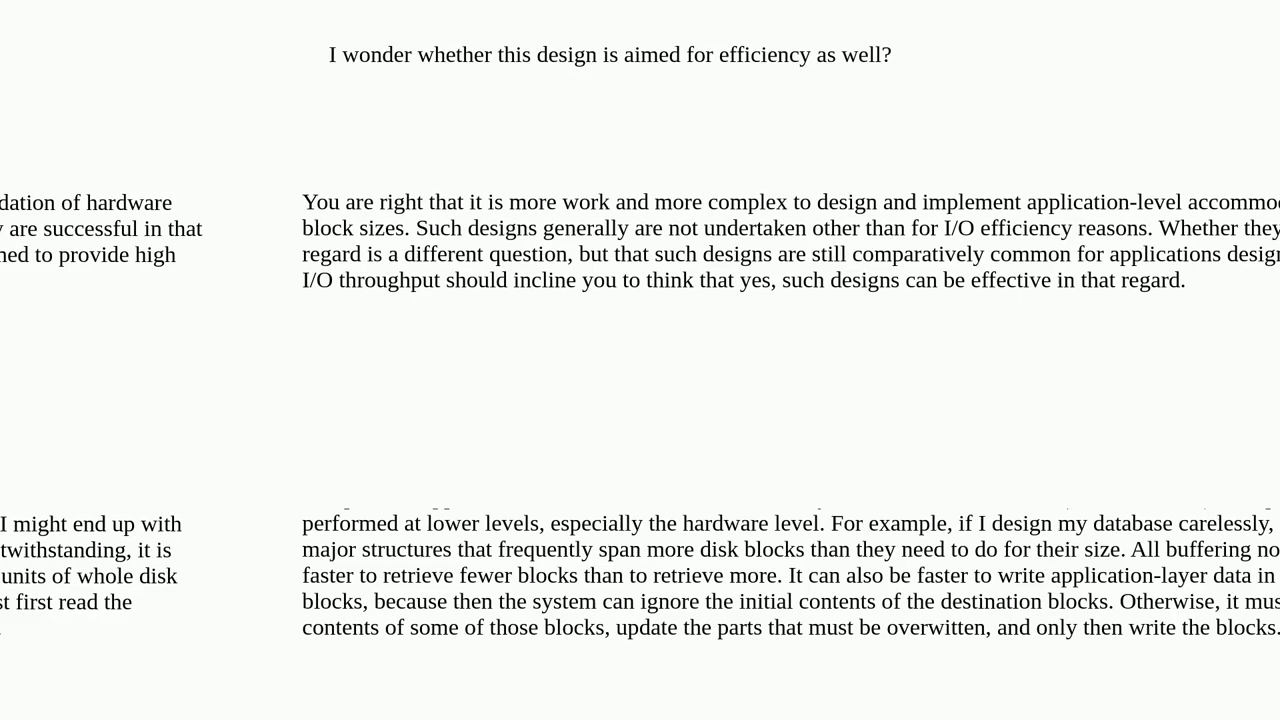 I wonder whether this design is aimed for efficiency as well?
dation of hardware
are successful in that
ned to provide high
You are right that it is more work and more complex to design and implement application-level accommo
block sizes. Such designs generally are not undertaken other than for I/O efficiency reasons. Whether they
regard is a different question, but that such designs are still comparatively common for applications desig
I/O throughput should incline you to think that yes, such designs can be effective in that regard.
I might end up with
twithstanding, it is
units of whole disk
st first read the
performed at lower levels, especially the hardware level. For example, if I design my database carelessly,
major structures that frequently span more disk blocks than they need to do for their size. All buffering no
faster to retrieve fewer blocks than to retrieve more. It can also be faster to write application-layer data in
blocks, because then the system can ignore the initial contents of the destination blocks. Otherwise, it mus
contents of some of those blocks, update the parts that must be overwitten, and only then write the blocks.